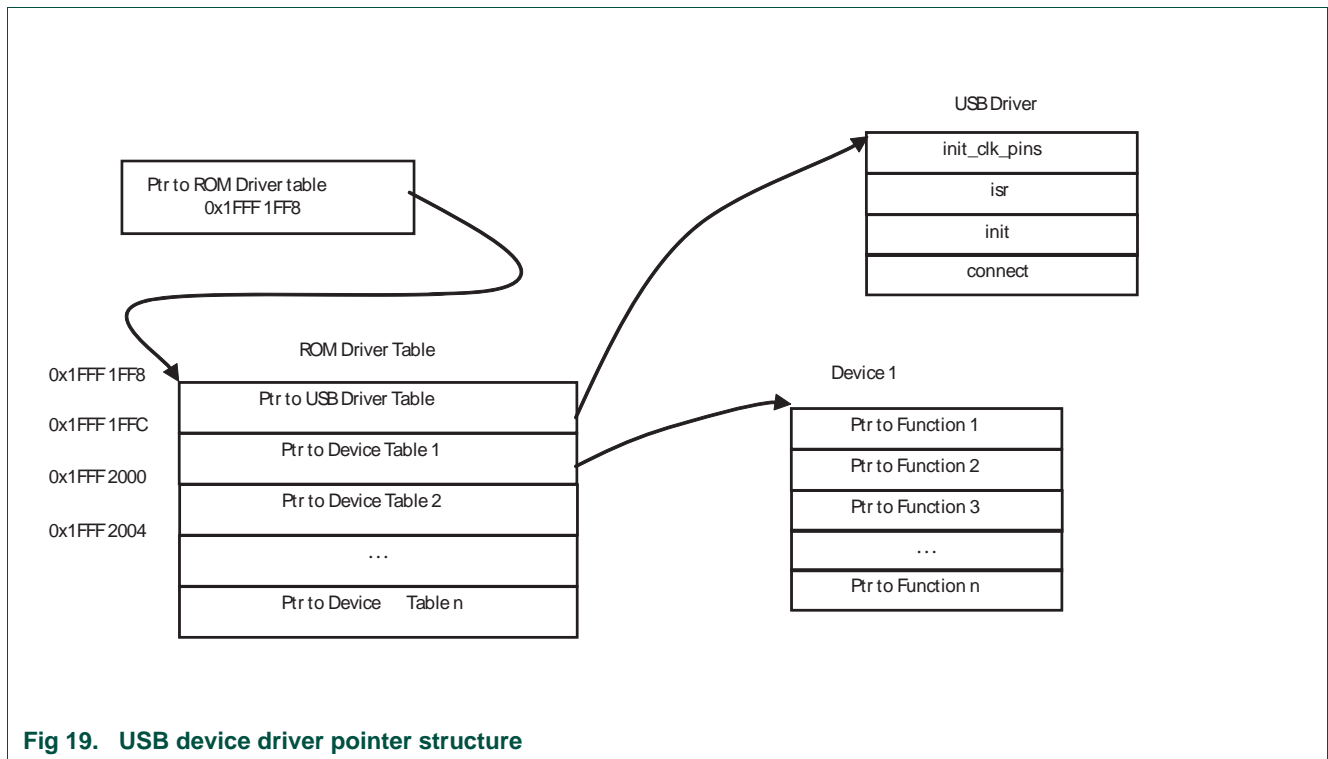 USB Driver
init_clk_pins
isr
init
connect
Ptr to ROM Driver table
0x1FFF 1FF8
ROM Driver Table
0x1FFF 1FF8
Ptr to USB Driver Table
0x1FFF 1FFC
Ptr to Device Table 1
0x1FFF 2000
Ptr to Device Table 2
0x1FFF 2004
...
Ptr to Device Table n
Device 1
Ptr to Function 1
Ptr to Function 2
Ptr to Function 3
...
Ptr to Function n
Fig 19. USB device driver pointer structure